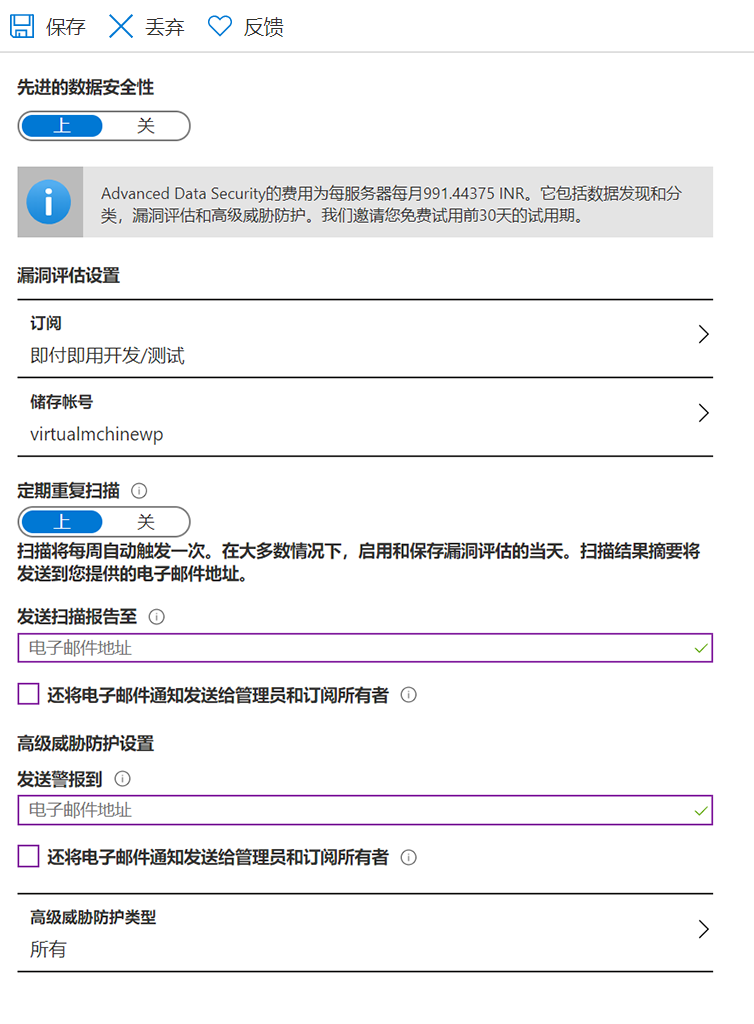 保存 丢弃 反馈
先进的数据安全性
上 关
Advanced Data Security的费用为每服务器每月991.44375 INR。它包括数据发现和分
类，漏洞评估和高级威胁防护。我们邀请您免费试用前30天的试用期。
漏洞评估设置
订阅
即付即用开发/测试
储存帐号
virtualmchinewp
定期重复扫描
上 关
扫描将每周自动触发一次。在大多数情况下，启用和保存漏洞评估的当天。扫描结果摘要将
发送到您提供的电子邮件地址。
发送扫描报告至
电子邮件地址
还将电子邮件通知发送给管理员和订阅所有者
高级威胁防护设置
发送警报到
电子邮件地址
还将电子邮件通知发送给管理员和订阅所有者
高级威胁防护类型
所有